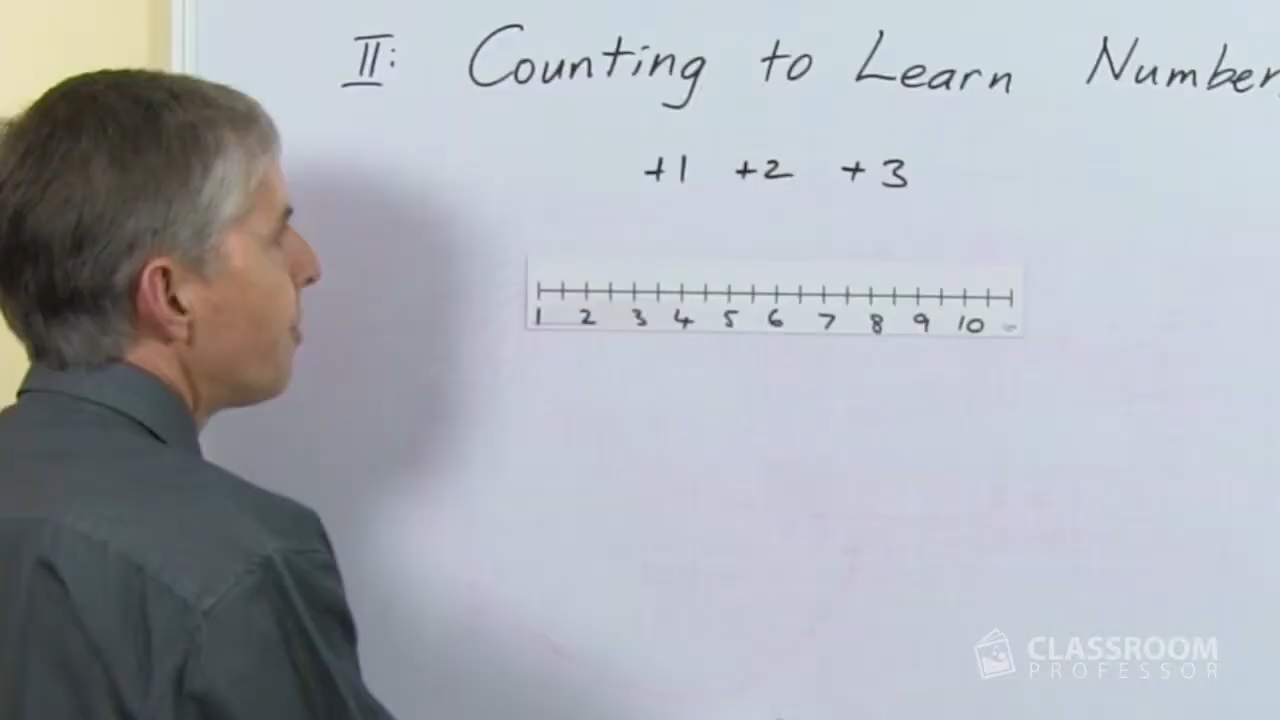 II: Counting to Learn Number
+1 +2 +3
1 2 3 4 5 6 7 8 9 10
CLASSROOM
PROFESSOR